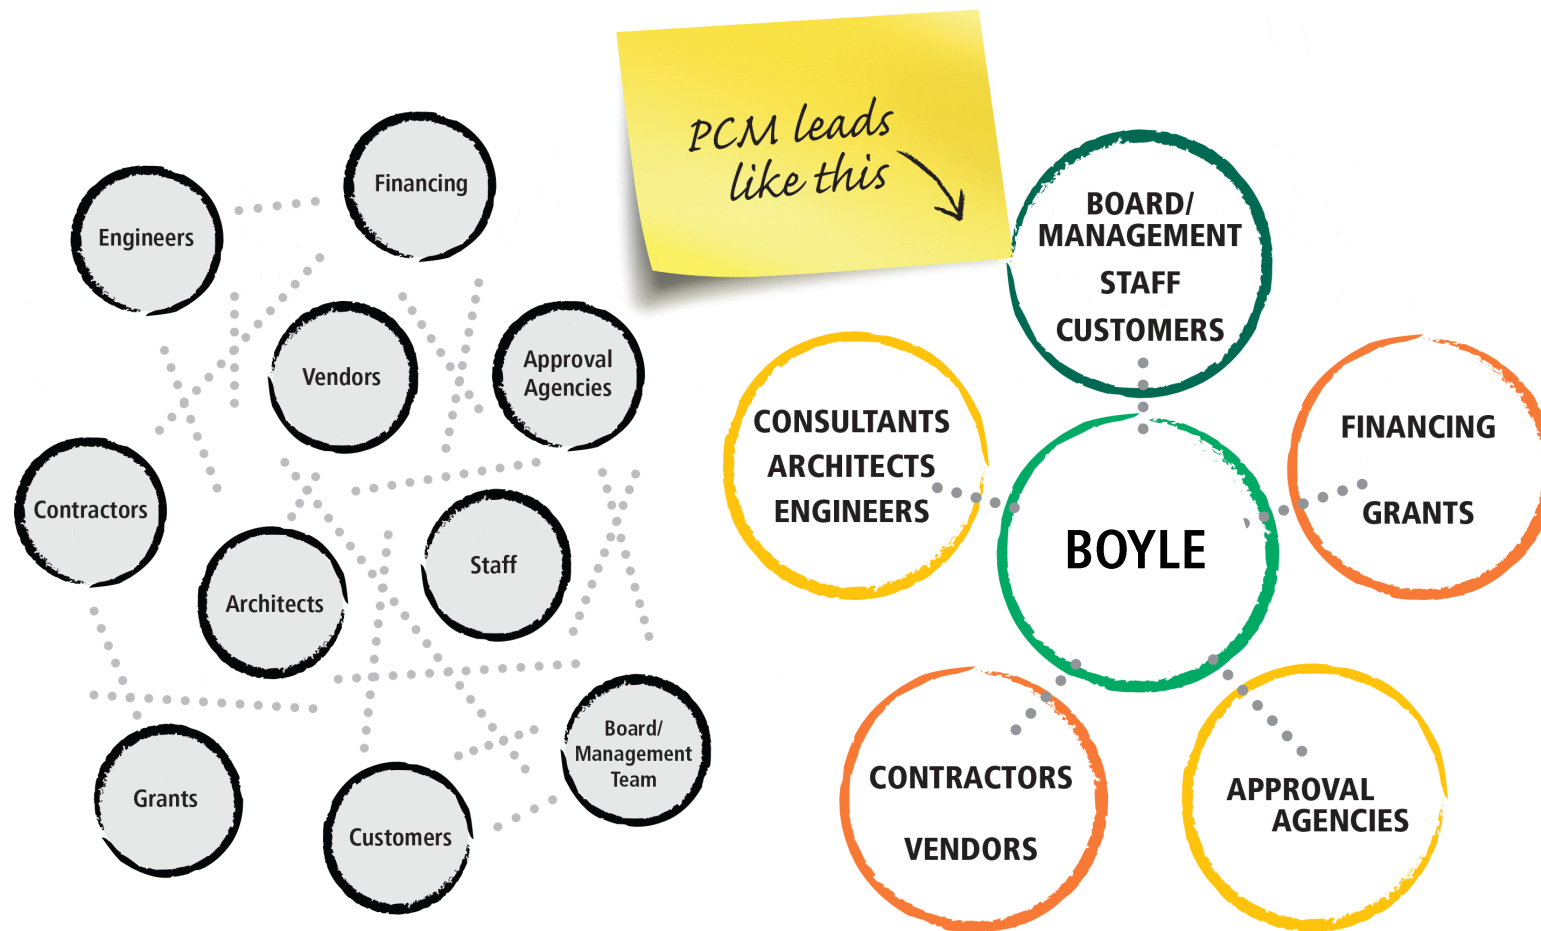 Engineers
Financing
Vendors
Approval
Agencies
Contractors
Architects
Staff
Grants
Customers
Board/
Management
Team
PCM leads
like this
BOARD/
MANAGEMENT
STAFF
CUSTOMERS
CONSULTANTS
ARCHITECTS
ENGINEERS
BOYLE
FINANCING
GRANTS
CONTRACTORS
VENDORS
APPROVAL
AGENCIES